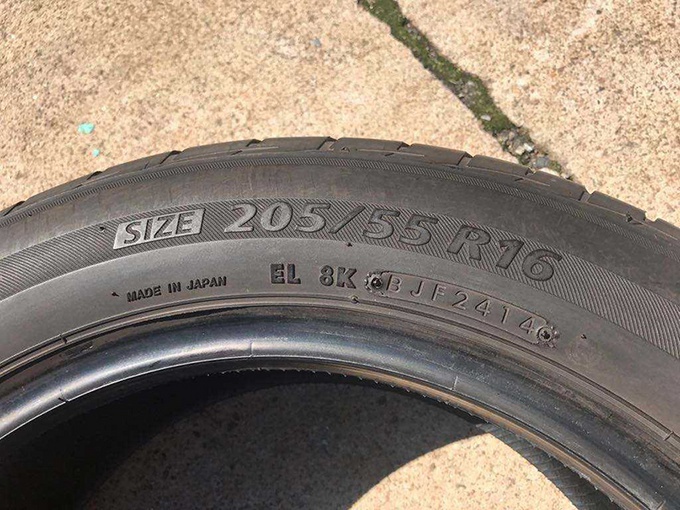 SIZE 205/55 R16
MADE IN JAPAN EL 8K BJF2414